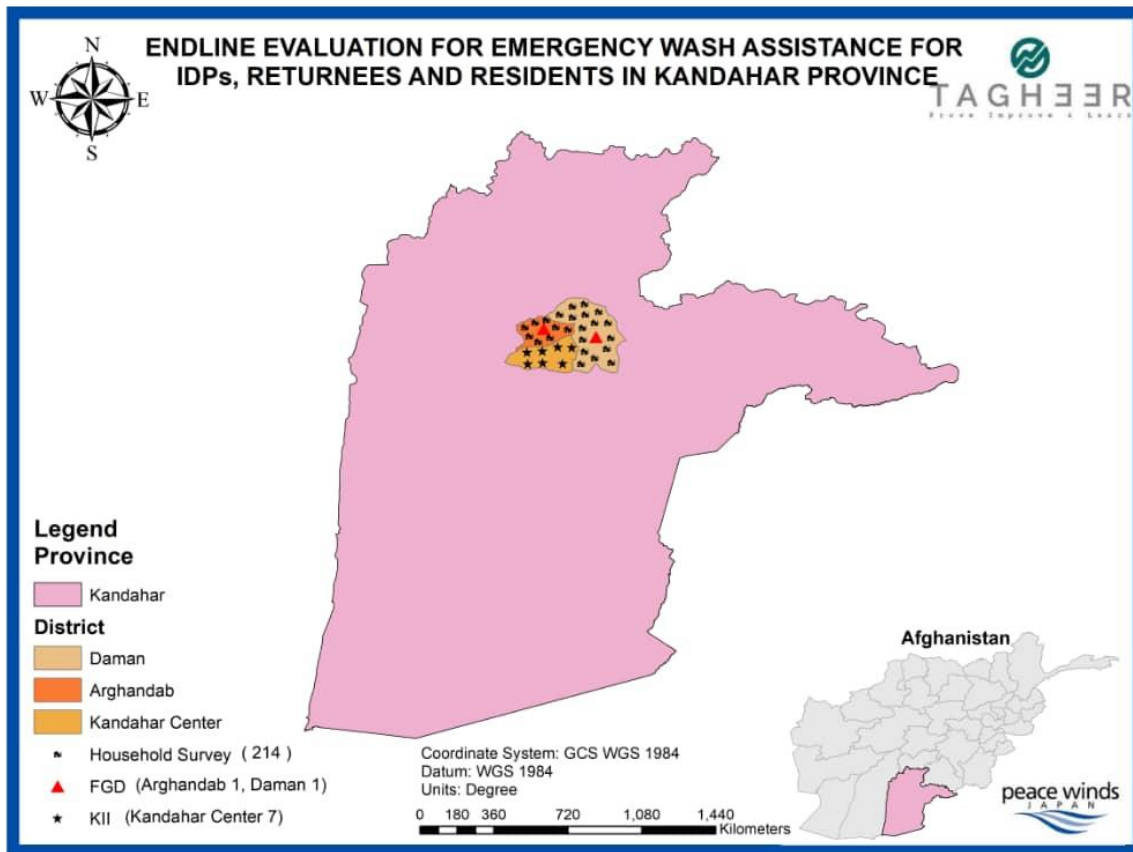 N
W
E
S
ENDLINE EVALUATION FOR EMERGENCY WASH ASSISTANCE FOR
IDPs, RETURNEES AND RESIDENTS IN KANDAHAR PROVINCE
TAGHEER
Prove Improve & Learn
Legend
Province
Kandahar
District
Daman
Arghandab
Kandahar Center
Household Survey ( 214 )
FGD (Arghandab 1, Daman 1)
KII (Kandahar Center 7)
Coordinate System: GCS WGS 1984
Datum: WGS 1984
Units: Degree
0 180 360 720 1,080 1,440
Kilometers
Afghanistan
peace winds
JAPAN